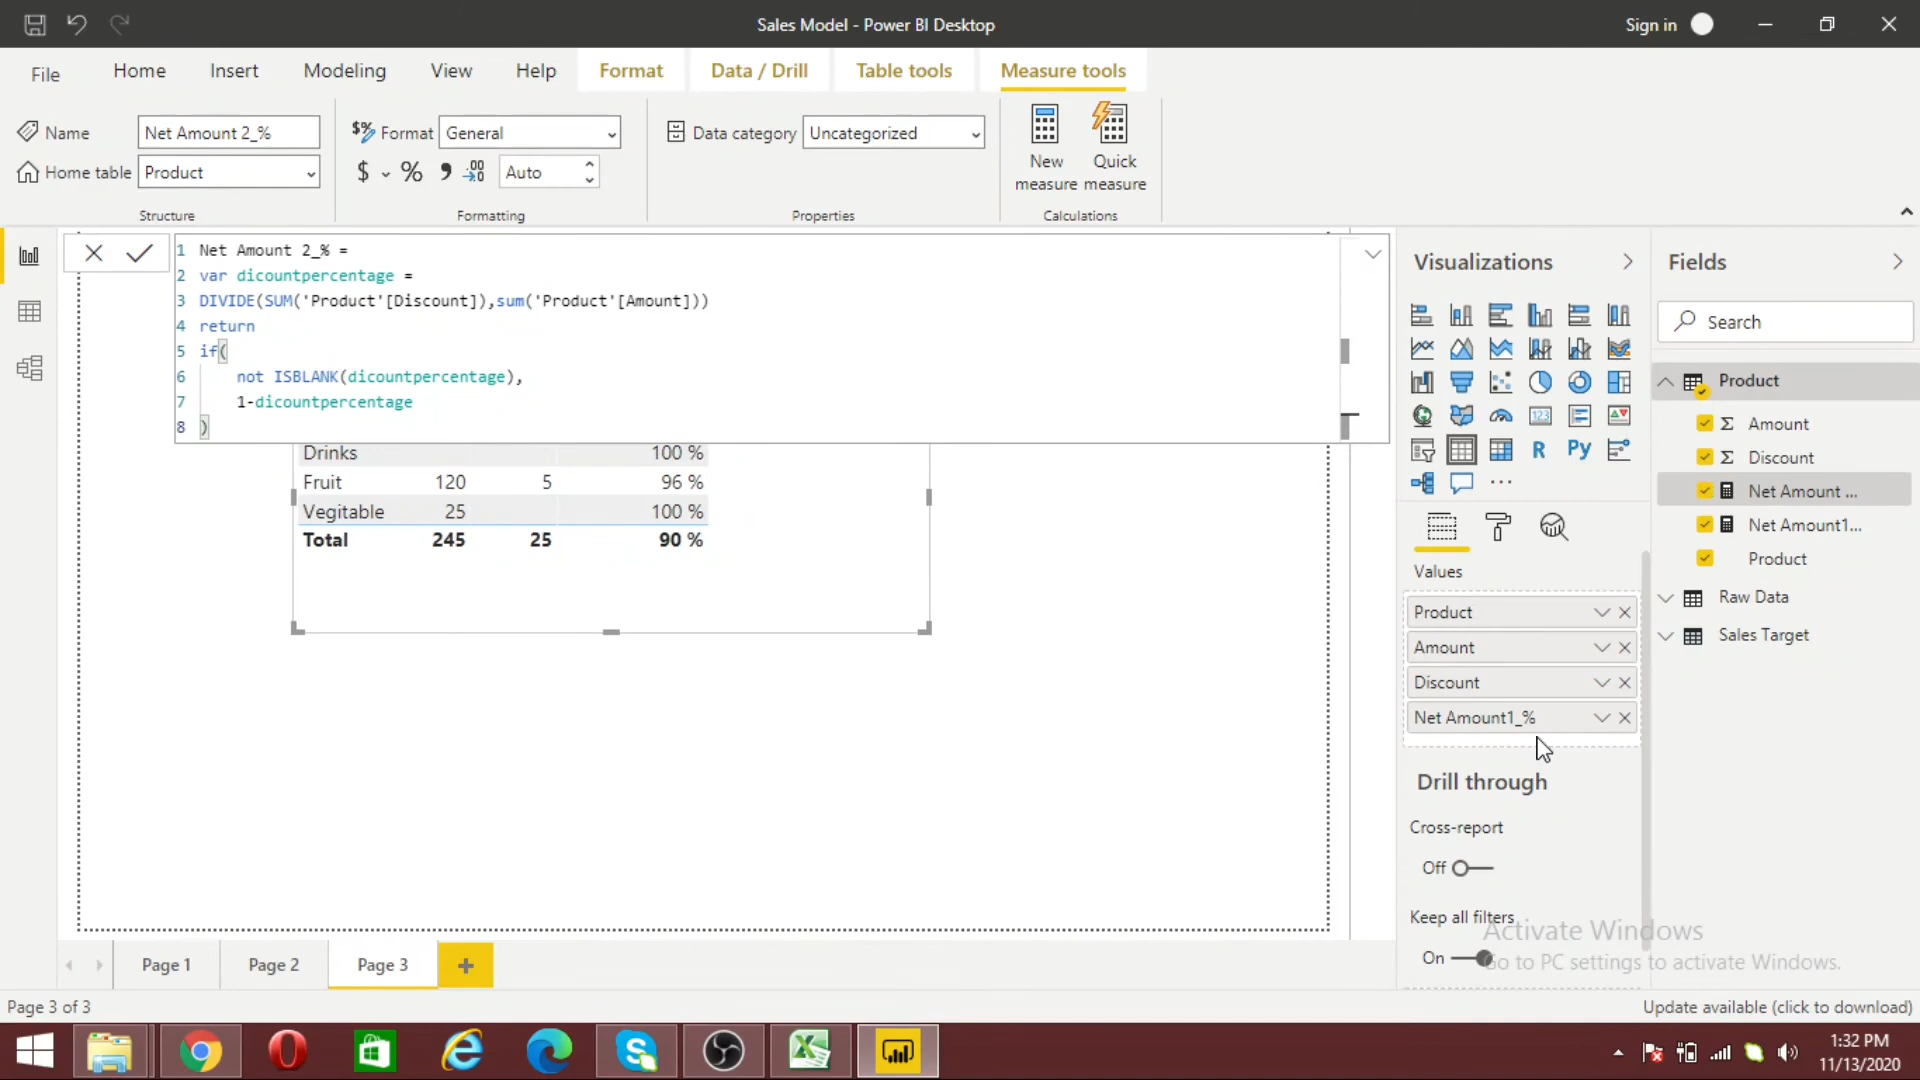 Sales Model - Power BI Desktop
Sign in
File Home Insert Modeling View Help Format Data / Drill Table tools Measure tools
Name Net Amount 2_%
Home table Product
Structure
Format General
$ % Auto
Formatting
Data category Uncategorized
Properties
New measure
Quick measure
Calculations
1 Net Amount 2_% =
2 var dicountpercentage =
3 DIVIDE(SUM('Product'[Discount]),sum('Product'[Amount]))
4 return
5 if(
6 not ISBLANK(dicountpercentage),
7 1-dicountpercentage
8 )
Drinks 100 %
Fruit 120 5 96 %
Vegitable 25 100 %
Total 245 25 90 %
Visualizations
123
R Py
Values
Product
Amount
Discount
Net Amount1_%
Drill through
Cross-report
Off
Keep all filters
On
Fields
Search
Product
Amount
Discount
Net Amount ...
Net Amount1...
Product
Raw Data
Sales Target
Activate Windows
Go to PC settings to activate Windows.
Page 1 Page 2 Page 3
Page 3 of 3
Update available (click to download)
1:32 PM
11/13/2020